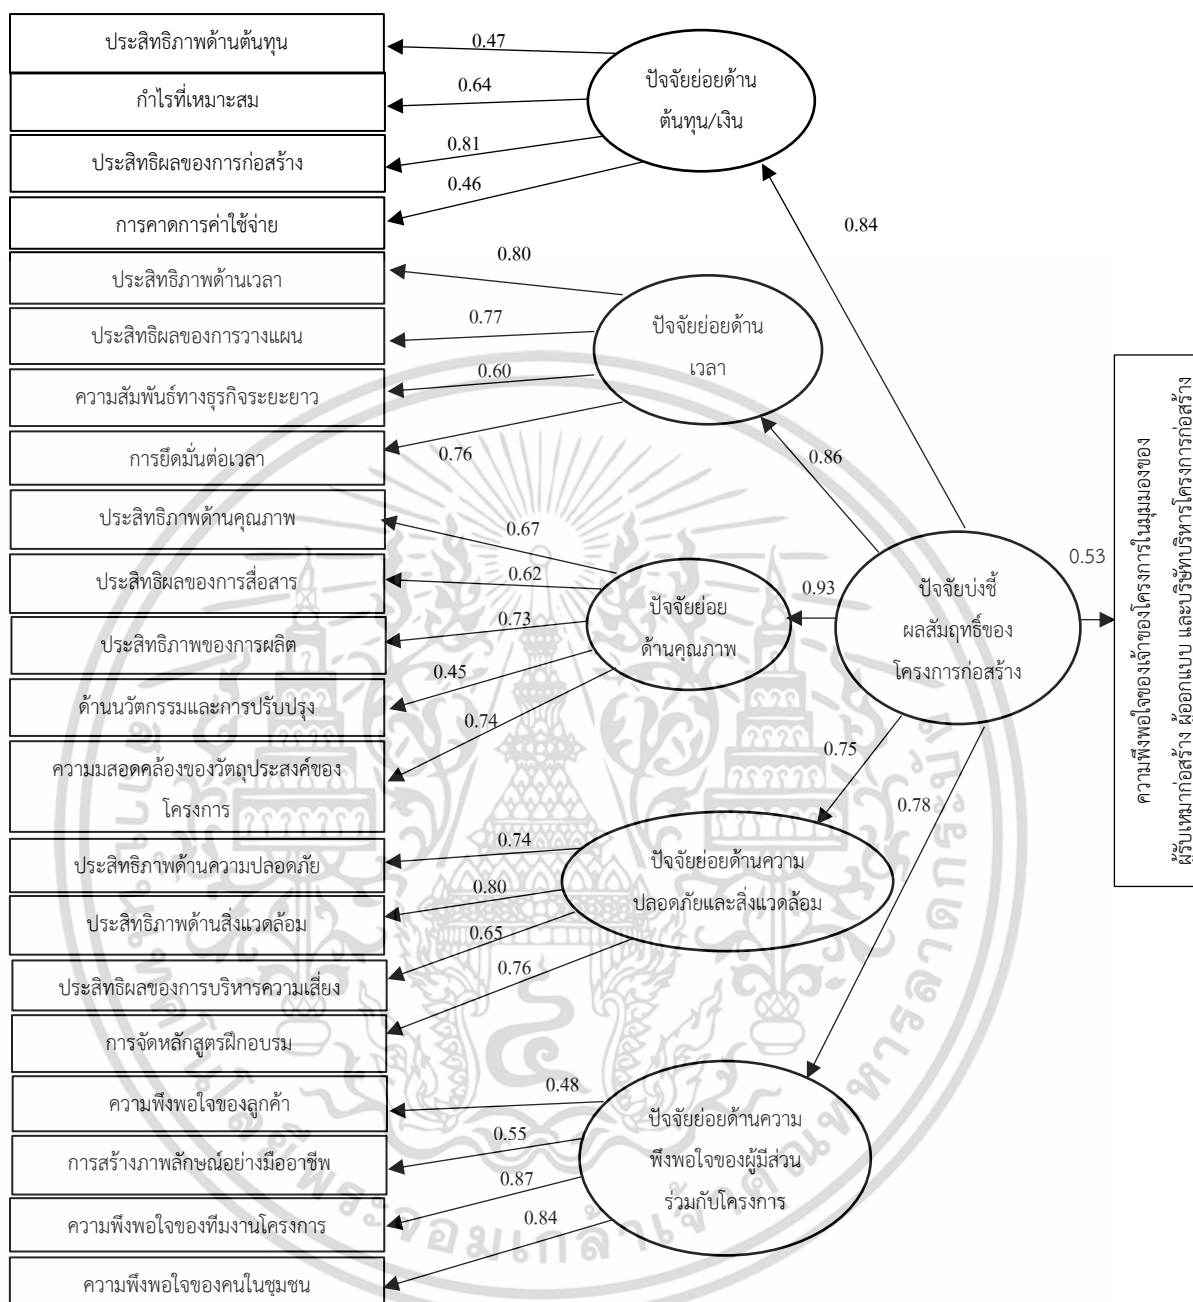 ประสิทธิภาพด้านต้นทุน
0.47
กำไรที่เหมาะสม
0.64
ประสิทธิผลของการก่อสร้าง
0.81
การคาดการค่าใช้จ่าย
0.46
ปัจจัยย่อยด้าน
ต้นทุน/เงิน
0.84
ประสิทธิภาพด้านเวลา
0.80
ประสิทธิผลของการวางแผน
0.77
ความสัมพันธ์ทางธุรกิจระยะยาว
0.60
การยึดมั่นต่อเวลา
0.76
ปัจจัยย่อยด้าน
เวลา
0.86
ประสิทธิภาพด้านคุณภาพ
0.67
ประสิทธิผลของการสื่อสาร
0.62
ประสิทธิภาพของการผลิต
0.73
ด้านนวัตกรรมและการปรับปรุง
0.45
ความมสอดคล้องของวัตถุประสงค์ของ
โครงการ
0.74
ปัจจัยย่อย
ด้านคุณภาพ
0.93
ปัจจัยบ่งชี้
ผลสัมฤทธิ์ของ
โครงการก่อสร้าง
0.53
ความพึงพอใจของเจ้าของโครงการในมุมมองของ
ผู้รับเหมาก่อสร้าง ผู้ออกแบบ และบริษัทบริหารโครงการก่อสร้าง
ประสิทธิภาพด้านความปลอดภัย
0.74
ประสิทธิภาพด้านสิ่งแวดล้อม
0.80
ประสิทธิผลของการบริหารความเสี่ยง
0.65
การจัดหลักสูตรฝึกอบรม
0.76
ปัจจัยย่อยด้านความ
ปลอดภัยและสิ่งแวดล้อม
0.75
0.78
ความพึงพอใจของลูกค้า
0.48
การสร้างภาพลักษณ์อย่างมืออาชีพ
0.55
ความพึงพอใจของทีมงานโครงการ
0.87
ความพึงพอใจของคนในชุมชน
0.84
ปัจจัยย่อยด้านความ
พึงพอใจของผู้มีส่วน
ร่วมกับโครงการ
พระจอมเกล้าเจ้าคุณทหารลาดกระบัง